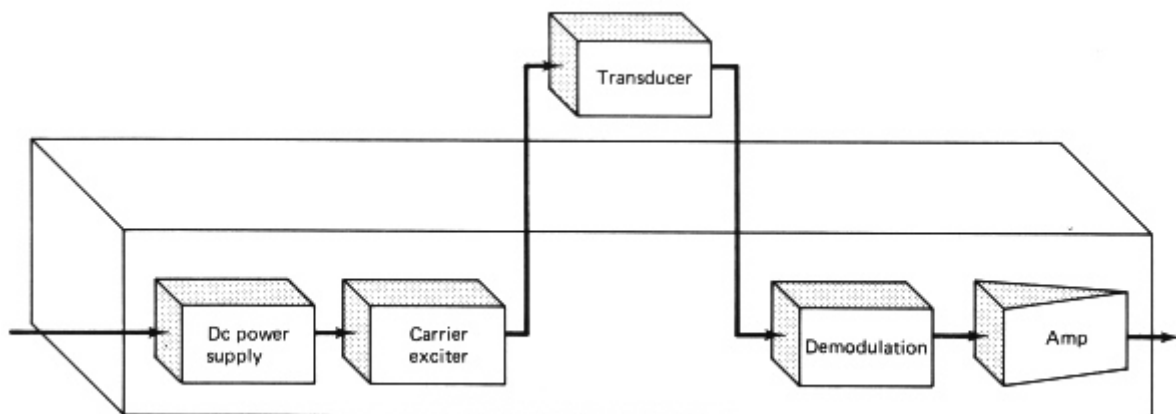 Transducer
Dc power
supply
Carrier
exciter
Demodulation
Amp